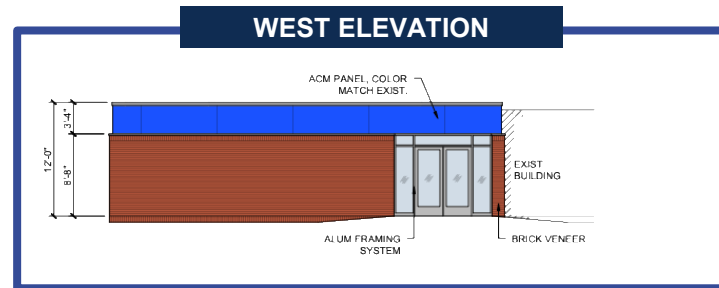 WEST ELEVATION
ACM PANEL, COLOR
MATCH EXIST.
3'-4"
12'-0"
8'-8"
EXIST
BUILDING
ALUM FRAMING
SYSTEM
BRICK VENEER